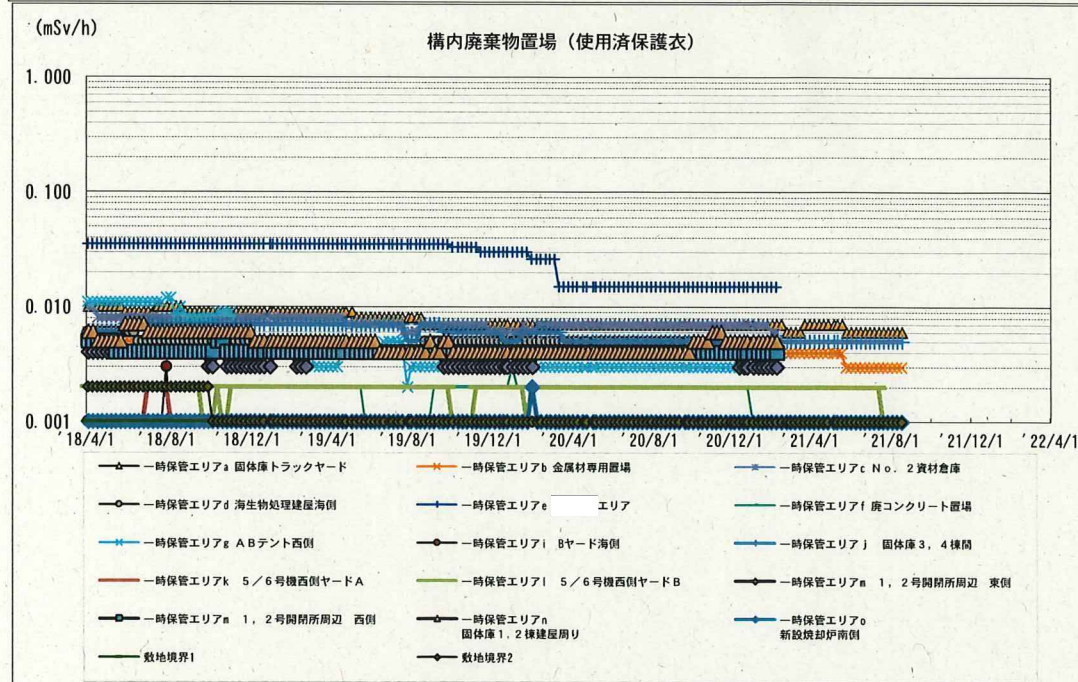 (mSv/h)
構内廃棄物置場（使用済保護衣）
1.000
0.100
0.010
0.001
'18/4/1 '18/8/1 '18/12/1 '19/4/1 '19/8/1 '19/12/1 '20/4/1 '20/8/1 '20/12/1 '21/4/1 '21/8/1 '21/12/1 '22/4/1
一時保管エリアa 固体庫トラックヤード 一時保管エリアb 金属材専用置場 一時保管エリアc No．2資材倉庫
一時保管エリアd 海生物処理建屋海側 一時保管エリアe エリア 一時保管エリアf 廃コンクリート置場
一時保管エリアg ABテント西側 一時保管エリアi Bヤード海側 一時保管エリアj 固体庫3，4棟間
一時保管エリアk 5／6号機西側ヤードA 一時保管エリアl 5／6号機西側ヤードB 一時保管エリアm 1，2号開閉所周辺 東側
一時保管エリアm 1，2号開閉所周辺 西側 一時保管エリアn 一時保管エリアo
固体庫1，2棟建屋周り 新設焼却炉南側
敷地境界1 敷地境界2